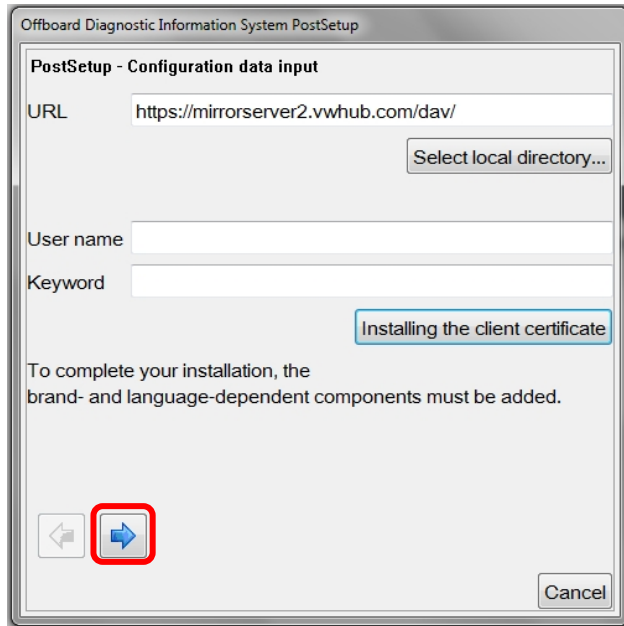 Offboard Diagnostic Information System PostSetup
PostSetup - Configuration data input
URL https://mirrorserver2.vwhub.com/dav/
Select local directory...
User name
Keyword
Installing the client certificate
To complete your installation, the
brand- and language-dependent components must be added.
Cancel